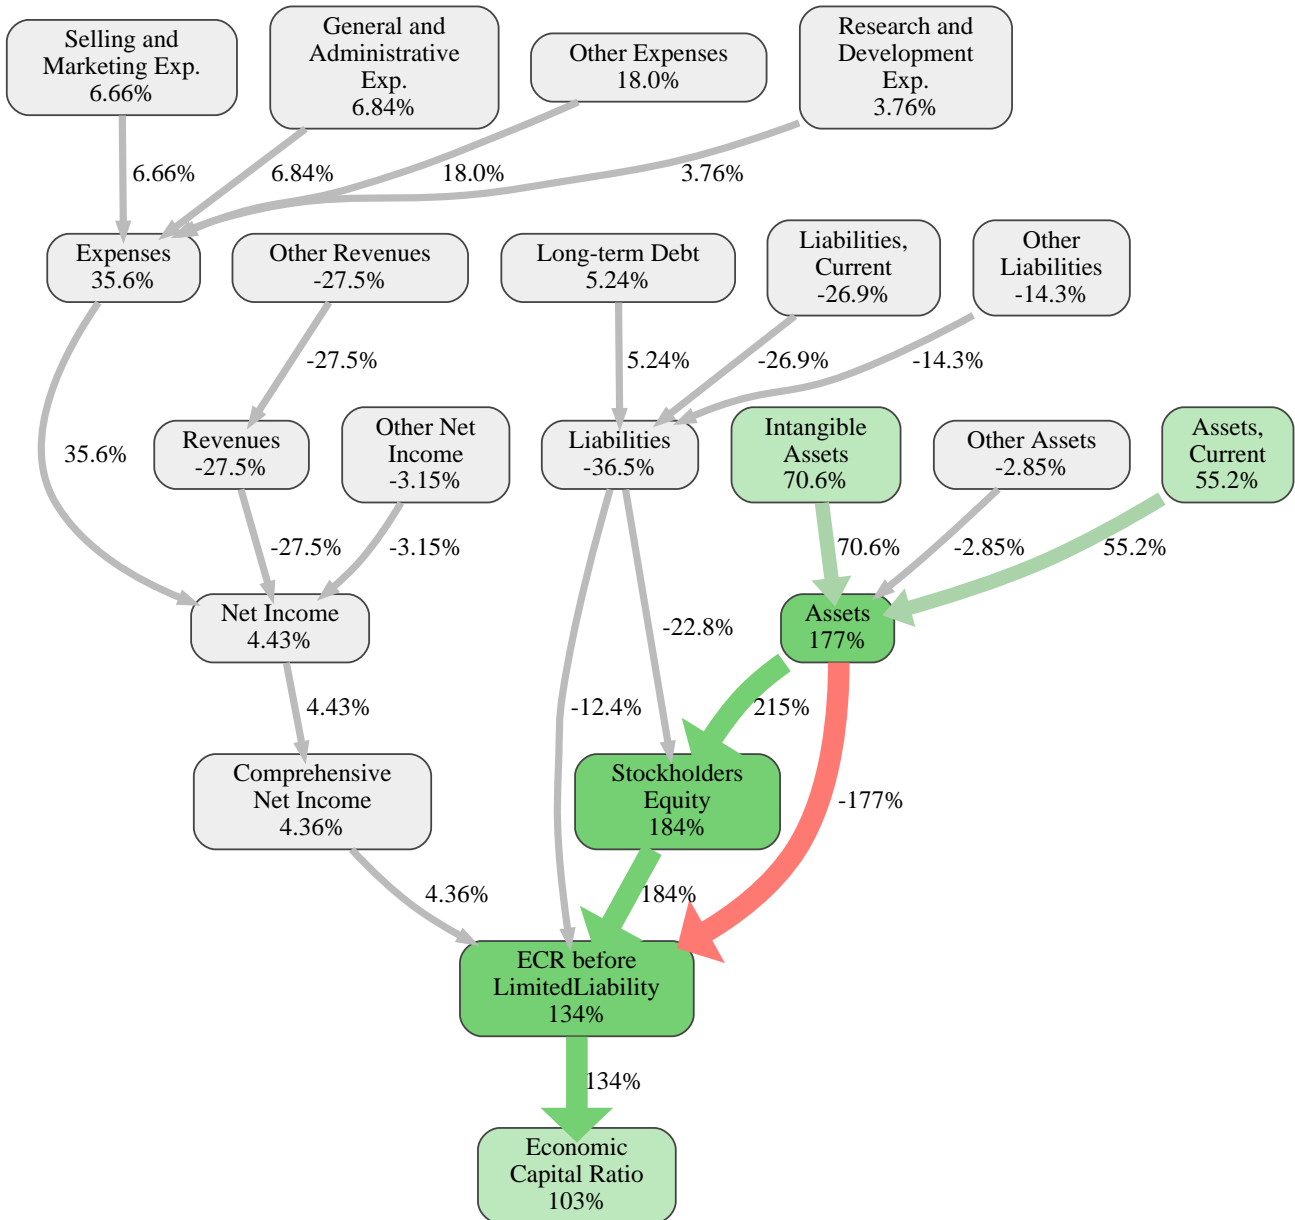 Selling and
Marketing Exp.
6.66%
General and
Administrative
Exp.
6.84%
Other Expenses
18.0%
Research and
Development
Exp.
3.76%
6.66%
6.84%
18.0%
3.76%
Expenses
35.6%
Other Revenues
-27.5%
Long-term Debt
5.24%
Liabilities,
Current
-26.9%
Other
Liabilities
-14.3%
-27.5%
5.24%
-26.9%
-14.3%
35.6%
Revenues
-27.5%
Other Net
Income
-3.15%
Liabilities
-36.5%
Intangible
Assets
70.6%
Other Assets
-2.85%
Assets,
Current
55.2%
-27.5%
-3.15%
70.6%
-2.85%
55.2%
Net Income
4.43%
Assets
177%
-22.8%
4.43%
-12.4%
215%
Comprehensive
Net Income
4.36%
Stockholders
Equity
184%
-177%
4.36%
184%
ECR before
LimitedLiability
134%
134%
Economic
Capital Ratio
103%